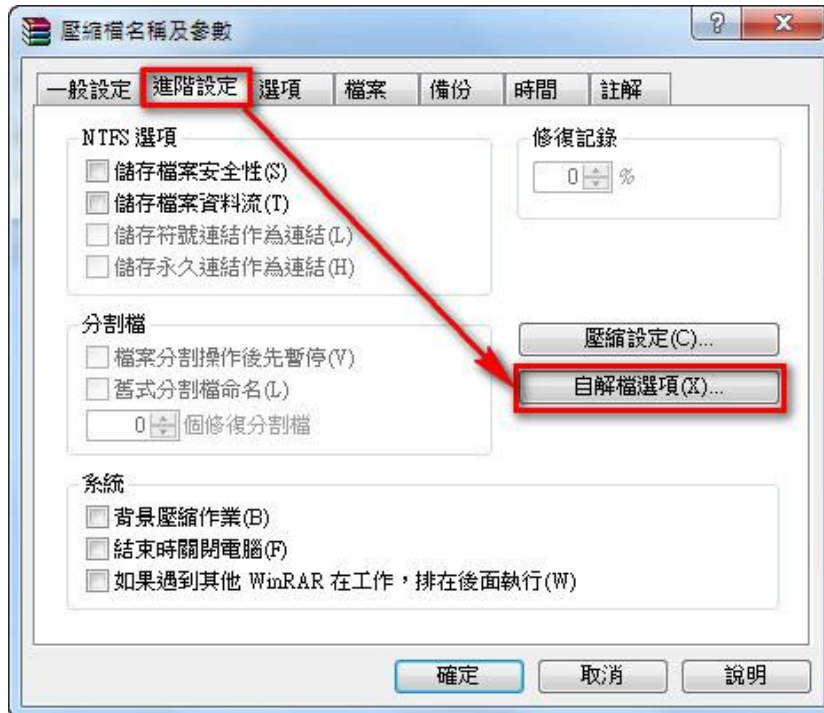 壓縮檔名稱及參數
一般設定 進階設定 選項 檔案 備份 時間 註解
NTFS 選項
儲存檔案安全性(S)
儲存檔案資料流(T)
儲存符號連結作為連結(L)
儲存永久連結作為連結(H)
修復記錄
0 %
分割檔
檔案分割操作後先暫停(V)
舊式分割檔命名(L)
0 個修復分割檔
壓縮設定(C)...
自解檔選項(X)...
系統
背景壓縮作業(B)
結束時關閉電腦(F)
如果遇到其他 WinRAR 在工作，排在後面執行(W)
確定 取消 說明